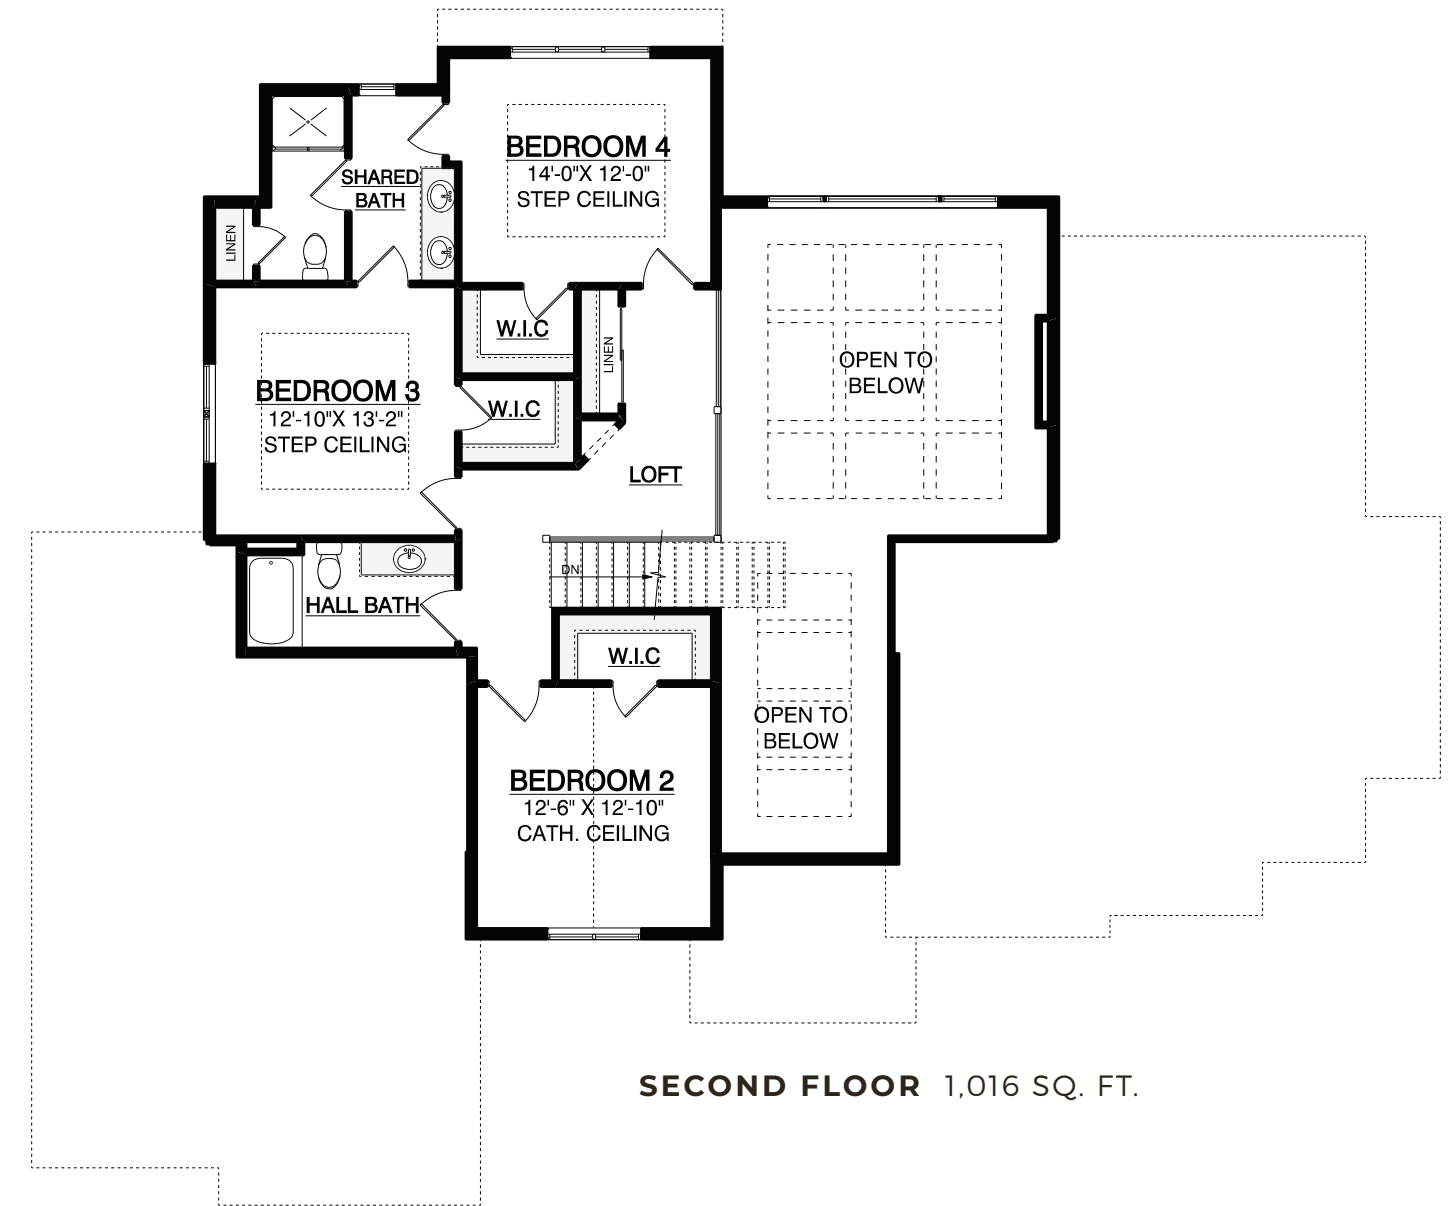 BEDROOM 4
14'-0"X 12'-0"
STEP CEILING
SHARED
BATH
LINEN
W.I.C
LINEN
OPEN TO
BELOW
BEDROOM 3
12'-10"X 13'-2"
STEP CEILING
W.I.C
LOFT
DN
HALL BATH
W.I.C
OPEN TO
BELOW
BEDROOM 2
12'-6" X 12'-10"
CATH. CEILING
SECOND FLOOR 1,016 SQ. FT.